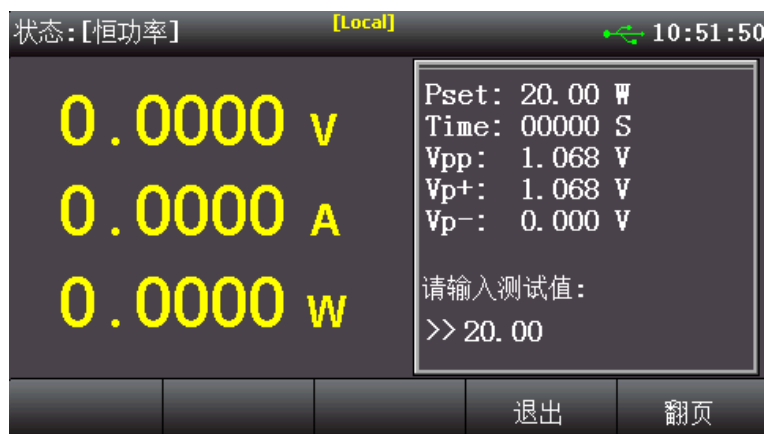 状态:[恒功率] [Local] 10:51:50
0.0000 V
0.0000 A
0.0000 W
Pset: 20.00 W
Time: 00000 S
Vpp: 1.068 V
Vp+: 1.068 V
Vp-: 0.000 V
请输入测试值:
>>20.00
退出 翻页